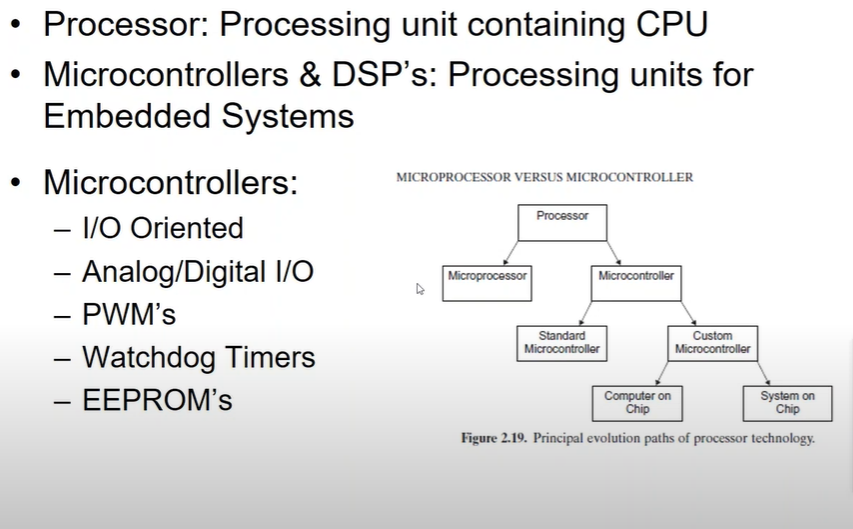 • Processor: Processing unit containing CPU
• Microcontrollers & DSP's: Processing units for
Embedded Systems
• Microcontrollers:
– I/O Oriented
– Analog/Digital I/O
– PWM's
– Watchdog Timers
– EEPROM's
MICROPROCESSOR VERSUS MICROCONTROLLER
Processor
Microprocessor
Microcontroller
Standard
Microcontroller
Custom
Microcontroller
Computer on
Chip
System on
Chip
Figure 2.19. Principal evolution paths of processor technology.